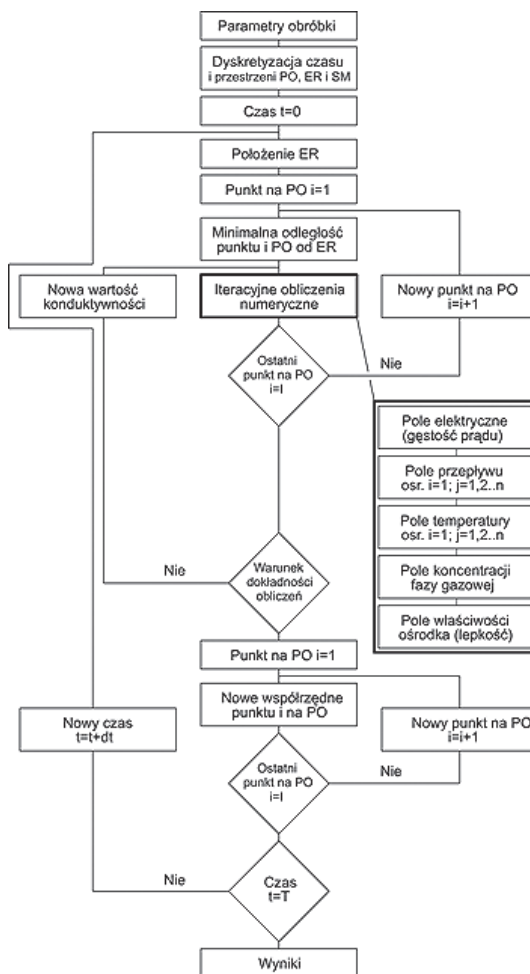 Parametry obróbki
Dyskretyzacja czasu
i przestrzeni PO, ER i SM
Czas t=0
Położenie ER
Punkt na PO i=1
Minimalna odległość
punktu i PO od ER
Nowa wartość
konduktywności
Iteracyjne obliczenia
numeryczne
Nowy punkt na PO
i=i+1
Ostatni
punkt na PO
i=I
Nie
Pole elektryczne
(gęstość prądu)
Pole przepływu
osr. i=1; j=1,2..n
Pole temperatury
osr. i=1; j=1,2..n
Pole koncentracji
fazy gazowej
Pole właściwości
ośrodka (lepkość)
Nie
Warunek
dokładności
obliczeń
Punkt na PO i=1
Nowe współrzędne
punktu i na PO
Nowy czas
t=t+dt
Nowy punkt na PO
i=i+1
Ostatni
punkt na PO
i=I
Nie
Nie
Czas
t=T
Wyniki